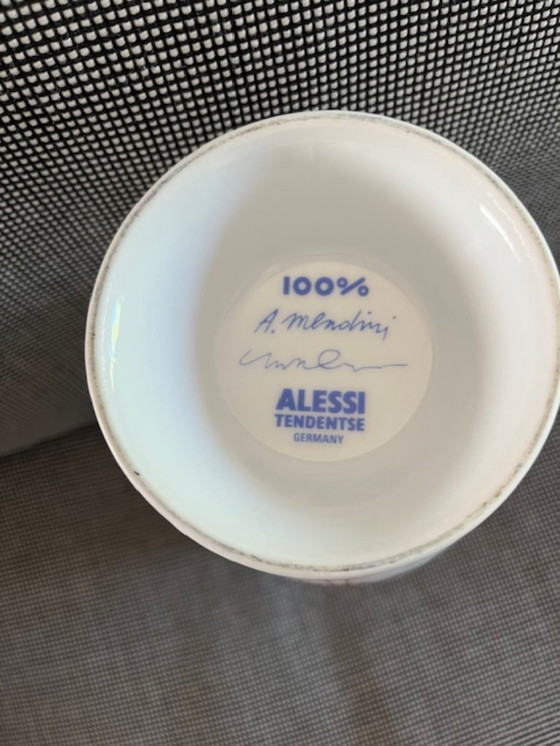 100%
A. Mendini
ALESSI
TENDENTSE
GERMANY